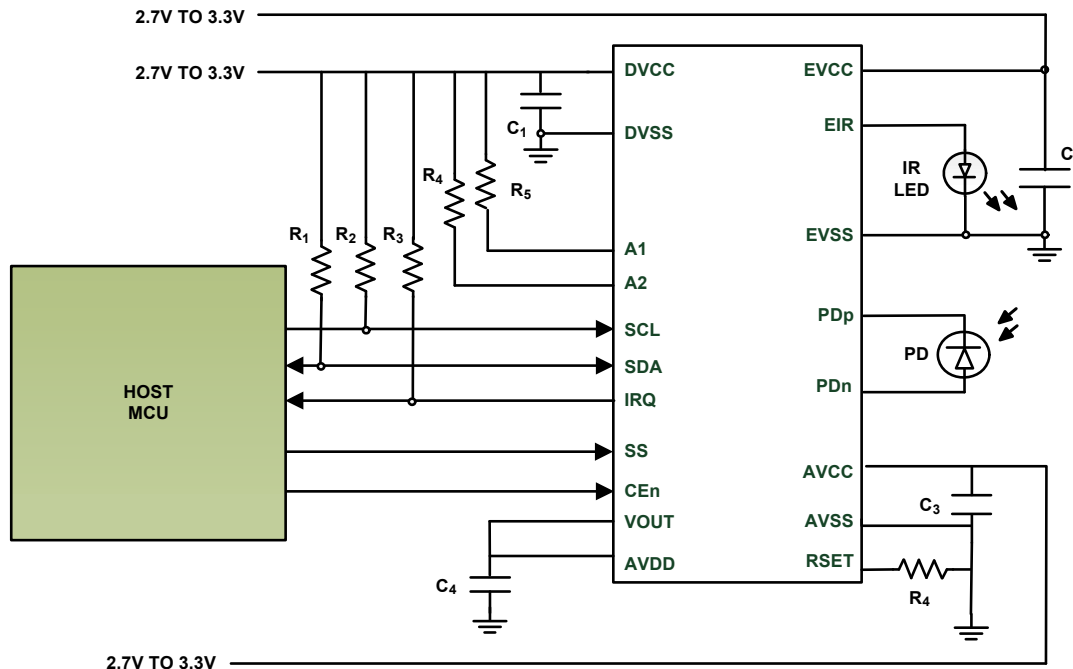 2.7V TO 3.3V
2.7V TO 3.3V
DVCC
EVCC
C1
DVSS
EIR
R4
R5
IR
LED
C
R1
R2
R3
A1
EVSS
A2
SCL
PDp
HOST
MCU
SDA
PD
IRQ
PDn
SS
AVCC
CEn
C3
VOUT
AVSS
C4
AVDD
RSET
R4
2.7V TO 3.3V